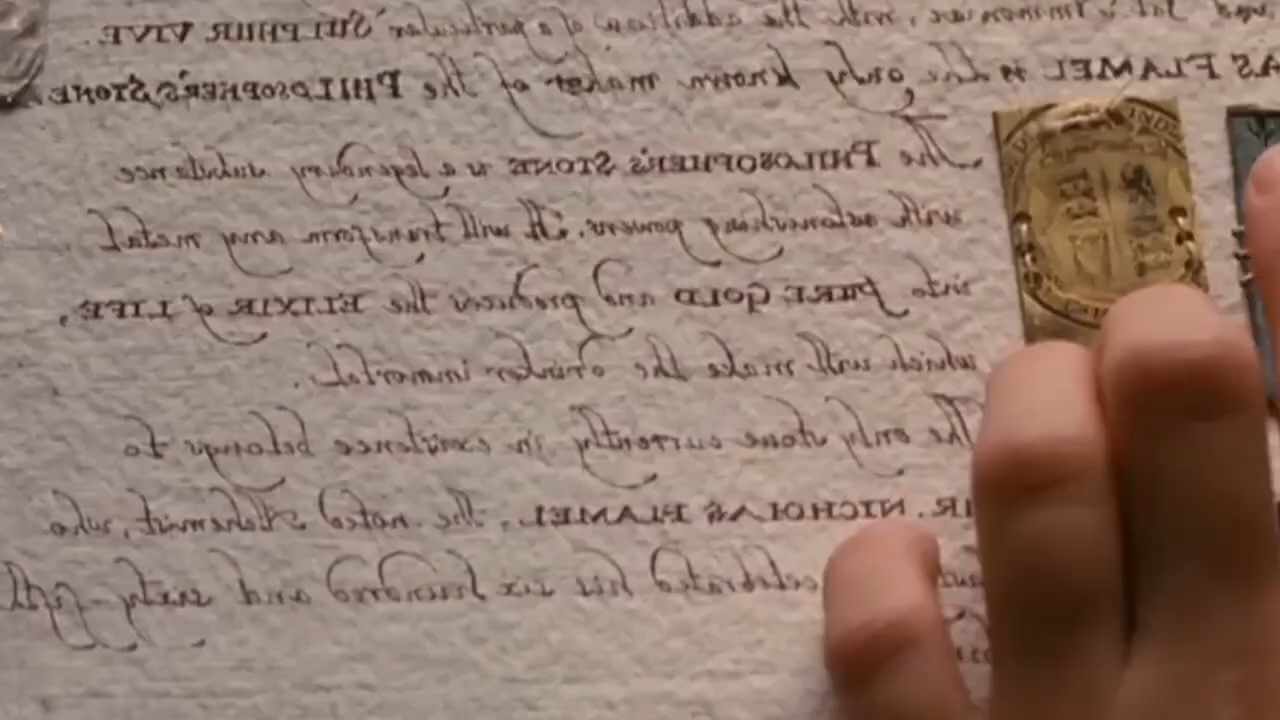 with the addition of a particular SULPHUR VIVE.
AS FLAMEL is the only known maker of the PHILOSOPHER'S STONE
The PHILOSOPHER'S STONE is a legendary substance
with astonishing powers. It will transform any metal
into PURE GOLD and produces the ELIXIR of LIFE,
which will make the drinker immortal.
The only stone currently in existence belongs to
IR. NICHOLAS FLAMEL, the noted Alchemist, who
celebrated his six hundred and sixty-fifth